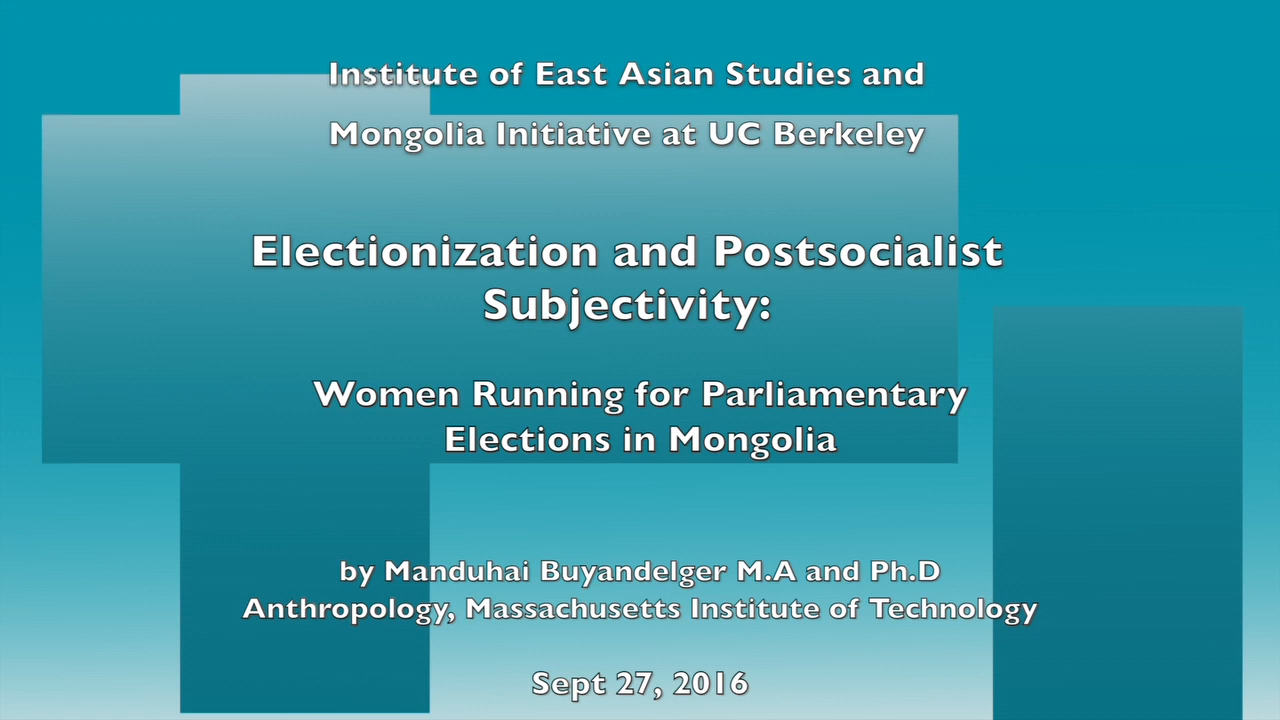 Institute of East Asian Studies and
Mongolia Initiative at UC Berkeley
Electionization and Postsocialist
Subjectivity:
Women Running for Parliamentary
Elections in Mongolia
by Manduhai Buyandelger M.A and Ph.D
Anthropology, Massachusetts Institute of Technology
Sept 27, 2016